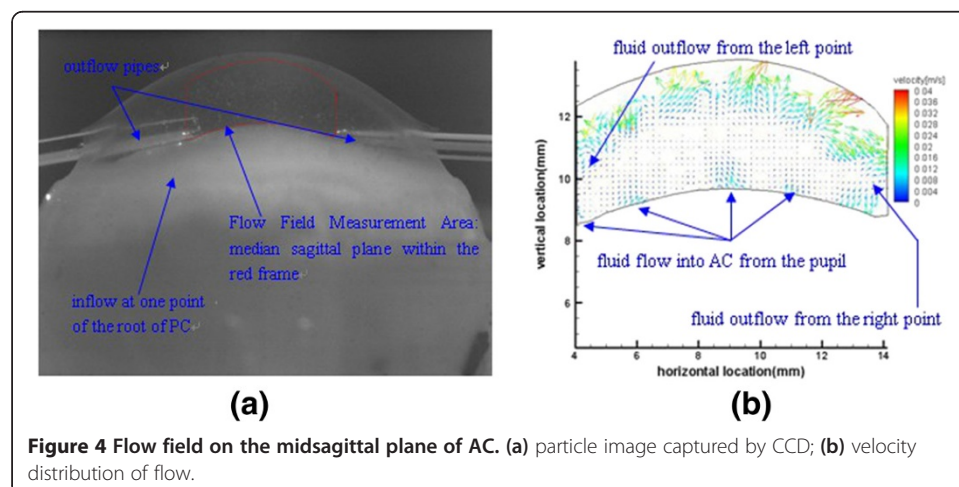 outflow pipes
Flow Field Measurement Area:
median sagittal plane within the
red frame
inflow at one point
of the root of PC
(a)
fluid outflow from the left point
velocity[m/s]
0.04
0.036
0.032
0.028
0.024
0.02
0.016
0.012
0.008
0.004
0
vertical location(mm)
12
10
8
6
4
6
8
10
12
14
horizontal location(mm)
fluid flow into AC from the pupil
fluid outflow from the right point
(b)
Figure 4 Flow field on the midsagittal plane of AC. (a) particle image captured by CCD; (b) velocity
distribution of flow.